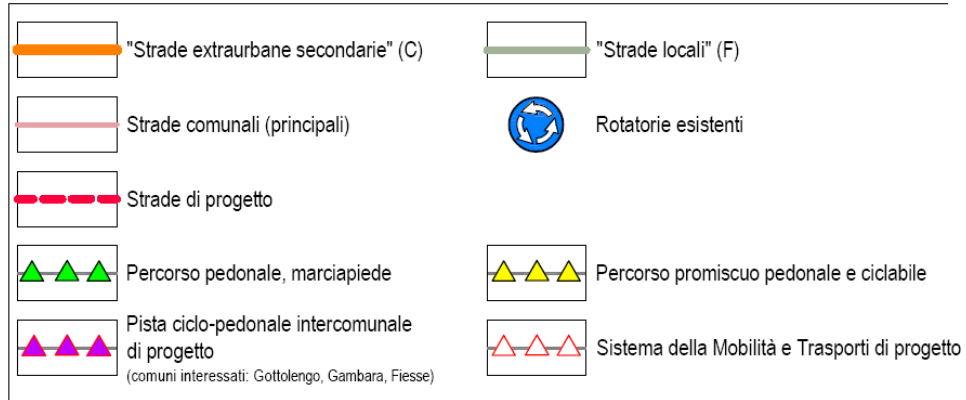 "Strade extraurbane secondarie" (C)
"Strade locali" (F)
Strade comunali (principali)
Rotatorie esistenti
Strade di progetto
Percorso pedonale, marciapiede
Percorso promiscuo pedonale e ciclabile
Pista ciclo-pedonale intercomunale
di progetto
(comuni interessati: Gottolengo, Gambara, Fiesse)
Sistema della Mobilità e Trasporti di progetto